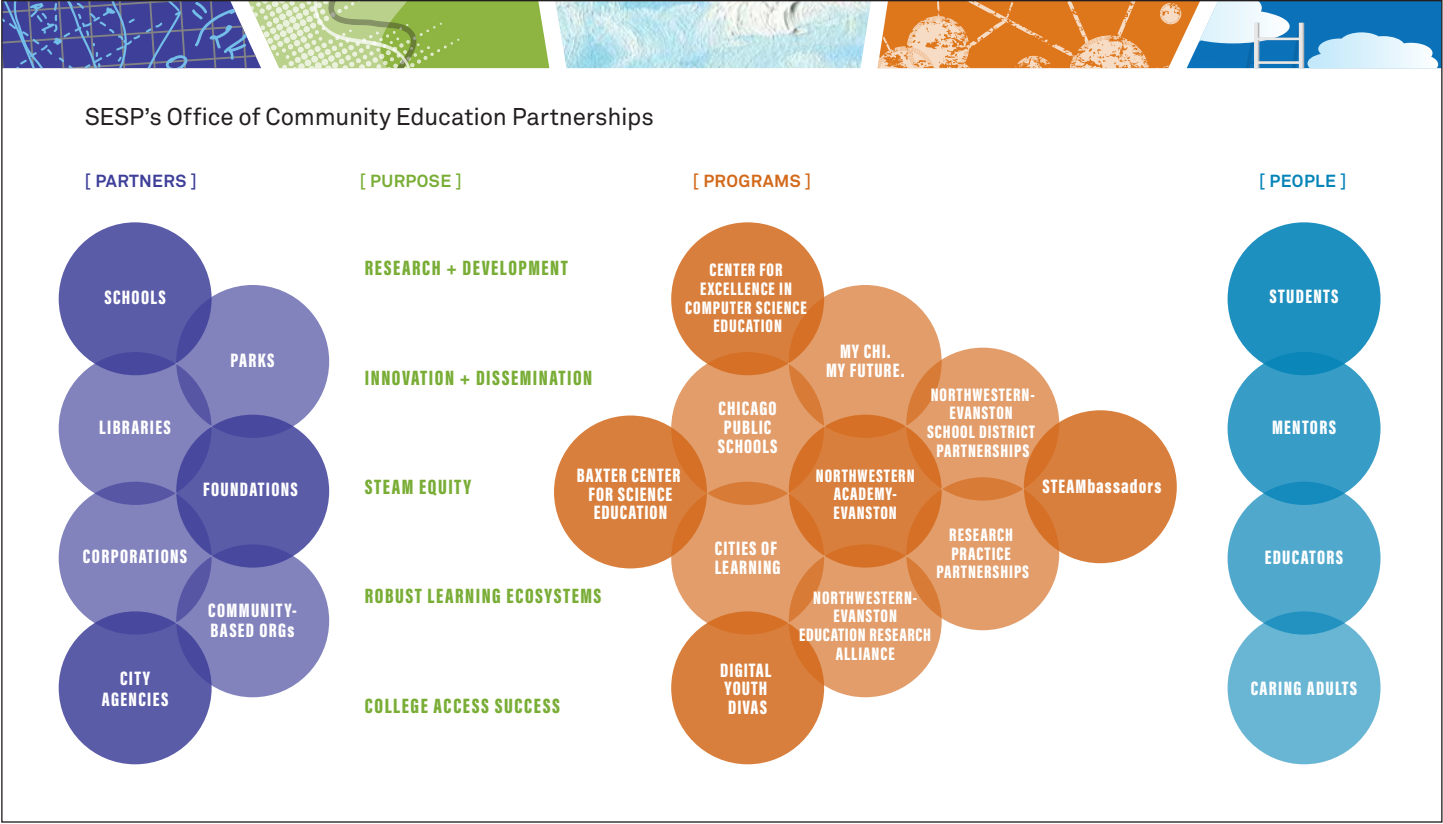 SESP's Office of Community Education Partnerships
[ PARTNERS ]
SCHOOLS
PARKS
LIBRARIES
FOUNDATIONS
CORPORATIONS
COMMUNITY-
BASED ORGs
CITY
AGENCIES
[ PURPOSE ]
RESEARCH + DEVELOPMENT
INNOVATION + DISSEMINATION
STEAM EQUITY
ROBUST LEARNING ECOSYSTEMS
COLLEGE ACCESS SUCCESS
[ PROGRAMS ]
CENTER FOR
EXCELLENCE IN
COMPUTER SCIENCE
EDUCATION
MY CHI.
MY FUTURE.
CHICAGO
PUBLIC
SCHOOLS
NORTHWESTERN-
EVANSTON
SCHOOL DISTRICT
PARTNERSHIPS
BAXTER CENTER
FOR SCIENCE
EDUCATION
NORTHWESTERN
ACADEMY-
EVANSTON
STEAMbassadors
CITIES OF
LEARNING
RESEARCH
PRACTICE
PARTNERSHIPS
NORTHWESTERN-
EVANSTON
EDUCATION RESEARCH
ALLIANCE
DIGITAL
YOUTH
DIVAS
[ PEOPLE ]
STUDENTS
MENTORS
EDUCATORS
CARING ADULTS